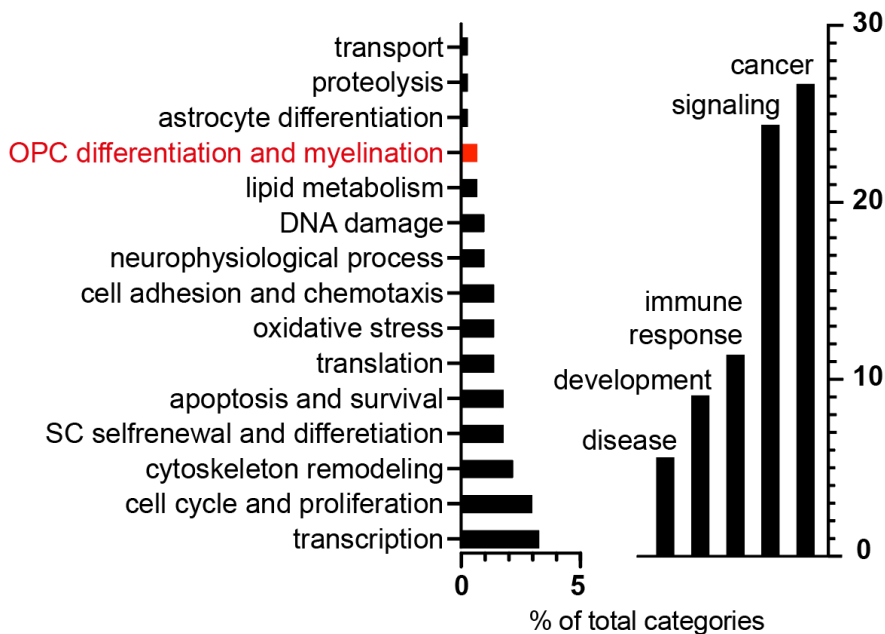 transport
proteolysis
astrocyte differentiation
OPC differentiation and myelination
lipid metabolism
DNA damage
neurophysiological process
cell adhesion and chemotaxis
oxidative stress
translation
apoptosis and survival
SC selfrenewal and differetiation
cytoskeleton remodeling
cell cycle and proliferation
transcription
0 5
disease
development
immune
response
signaling
cancer
30
20
10
0
% of total categories